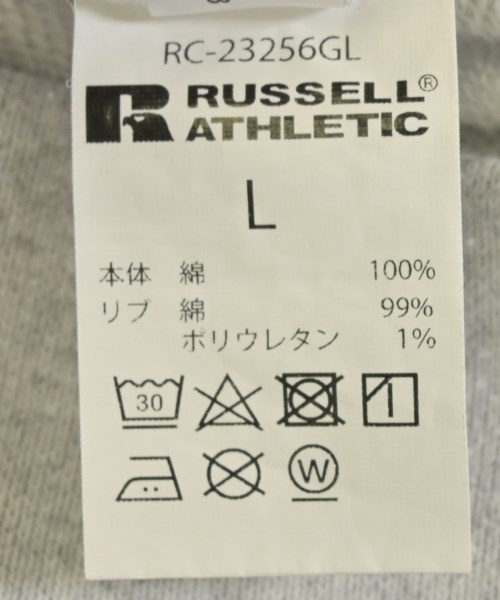 RC-23256GL
RUSSELL®
ATHLETIC
L
本体 綿 100%
リブ 綿 99%
ポリウレタン 1%
30
W